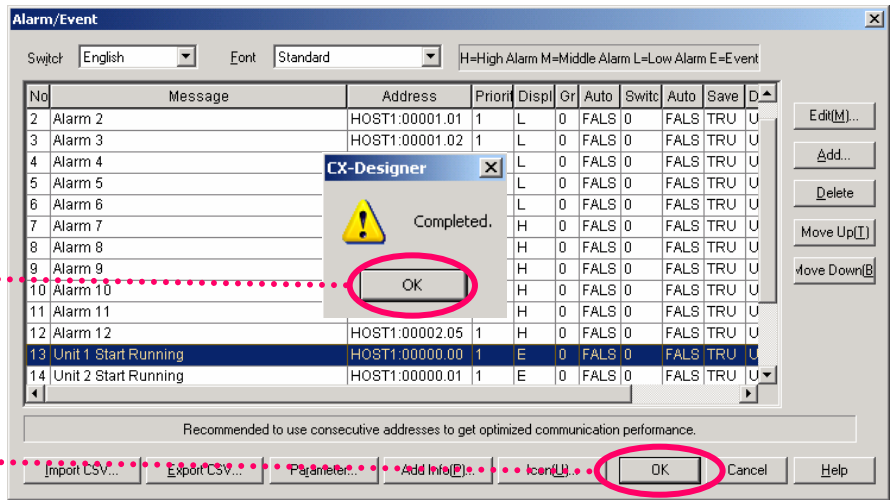 Alarm/Event
Switch English Font Standard H=High Alarm M=Middle Alarm L=Low Alarm E=Event
No Message Address Priorit Displ Gr Auto Switc Auto Save D
2 Alarm 2 HOST1:00001.01 1 L 0 FALS 0 FALS TRU U
3 Alarm 3 HOST1:00001.02 1 L 0 FALS 0 FALS TRU U
4 Alarm 4 L 0 FALS 0 FALS TRU U
5 Alarm 5 L 0 FALS 0 FALS TRU U
6 Alarm 6 L 0 FALS 0 FALS TRU U
7 Alarm 7 H 0 FALS 0 FALS TRU U
8 Alarm 8 H 0 FALS 0 FALS TRU U
9 Alarm 9 H 0 FALS 0 FALS TRU U
10 Alarm 10 H 0 FALS 0 FALS TRU U
11 Alarm 11 H 0 FALS 0 FALS TRU U
12 Alarm 12 HOST1:00002.05 1 H 0 FALS 0 FALS TRU U
13 Unit 1 Start Running HOST1:00000.00 1 E 0 FALS 0 FALS TRU U
14 Unit 2 Start Running HOST1:00000.01 1 E 0 FALS 0 FALS TRU U
CX-Designer
Completed.
OK
Edit(M)...
Add...
Delete
Move Up(T)
Move Down(B
Recommended to use consecutive addresses to get optimized communication performance.
Import CSV... Export CSV... Parameter... Add Info(P)... Icon(U)... OK Cancel Help